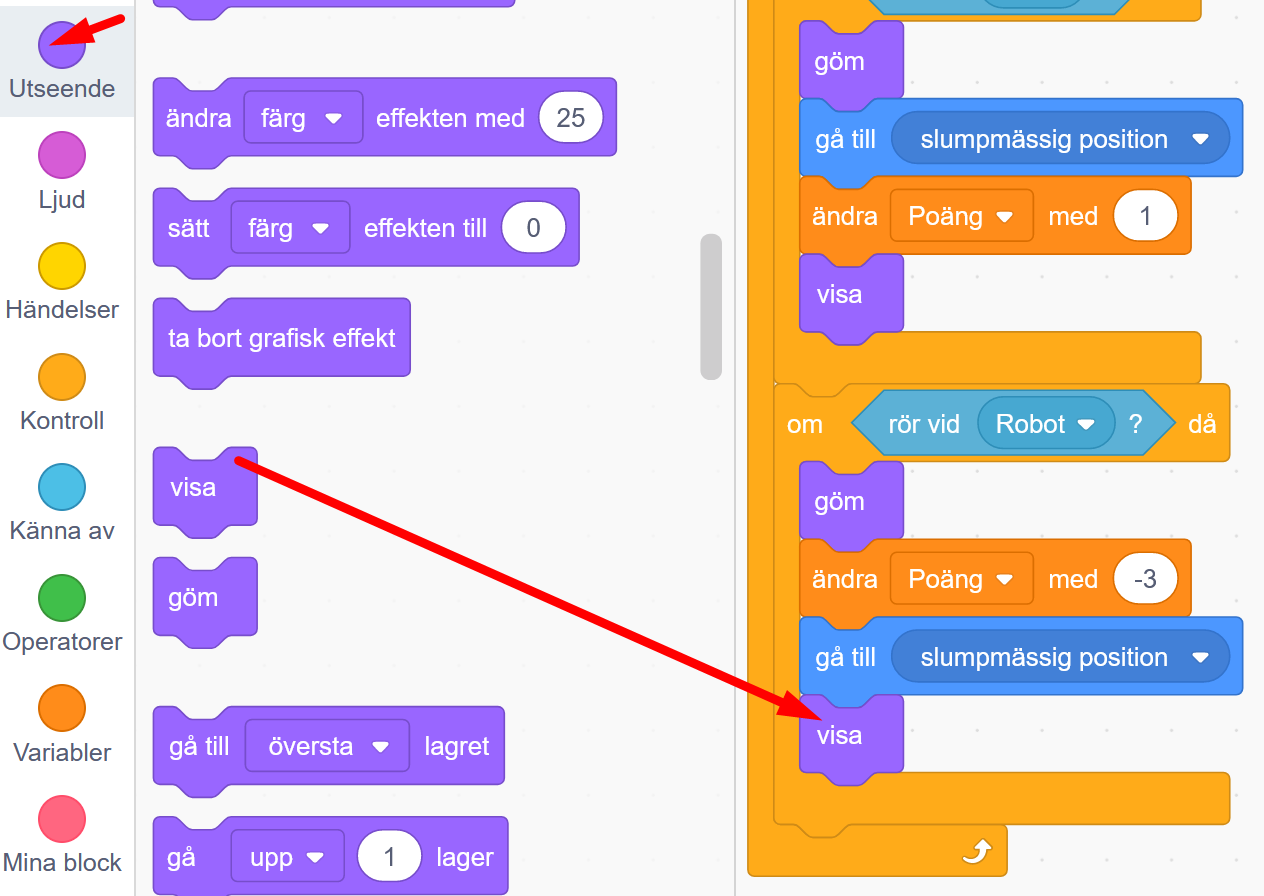 Utseende
Ljud
Händelser
Kontroll
Känna av
Operatorer
Variabler
Mina block
ändra färg effekten med 25
sätt färg effekten till 0
ta bort grafisk effekt
visa
göm
gå till översta lagret
gå upp 1 lager
göm
gå till slumpmässig position
ändra Poäng med 1
visa
om rör vid Robot ? då
göm
ändra Poäng med -3
gå till slumpmässig position
visa